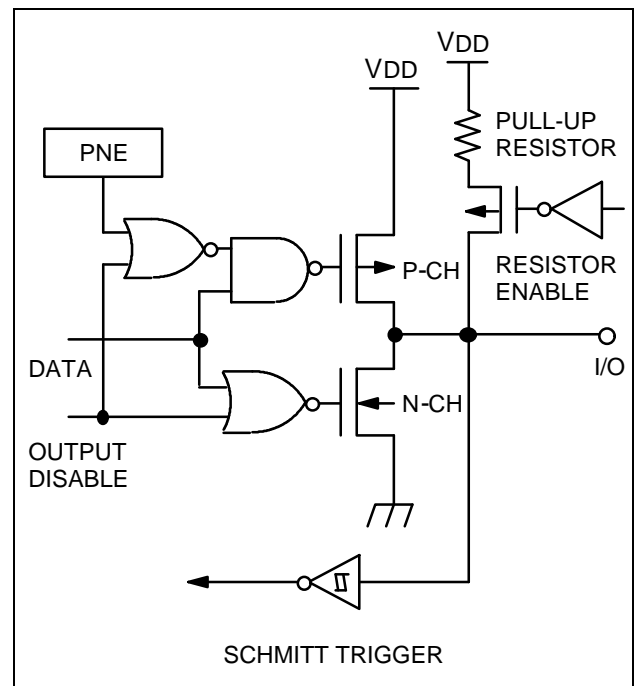 VDD
VDD
PULL-UP
RESISTOR
PNE
P-CH
RESISTOR
ENABLE
DATA
I/O
N-CH
OUTPUT
DISABLE
SCHMITT TRIGGER